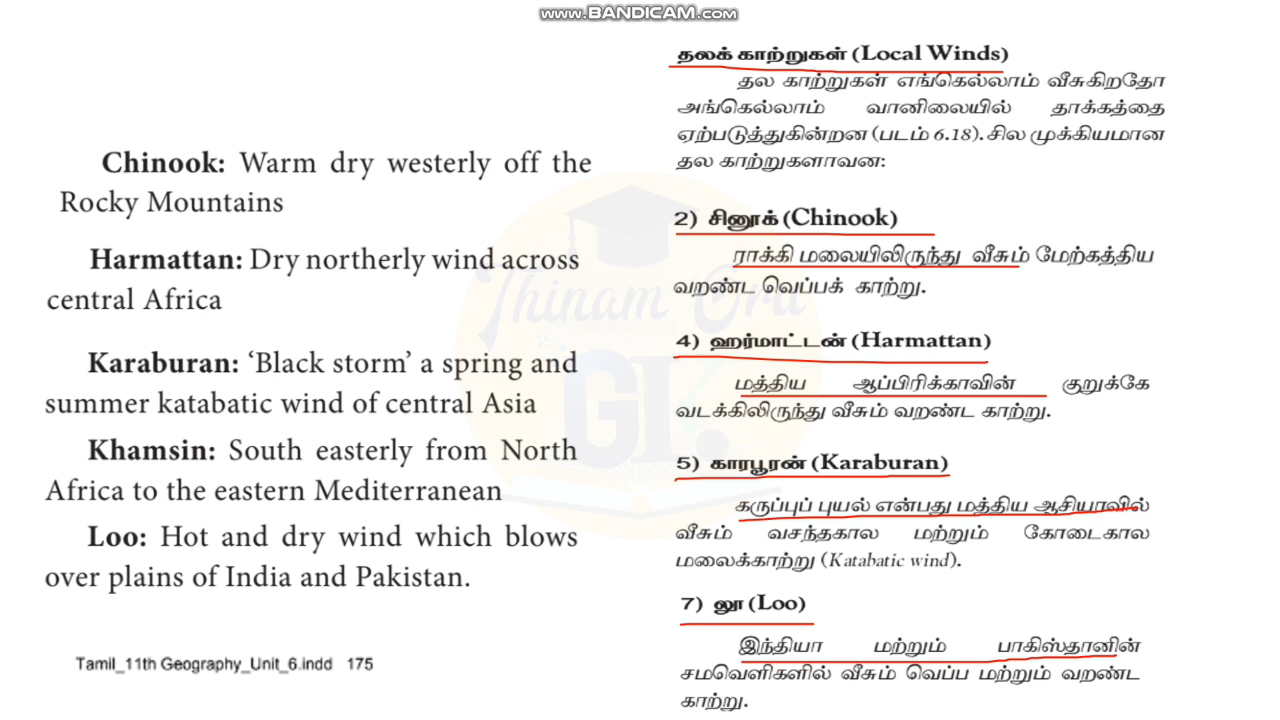 www.BANDICAM.com
Chinook: Warm dry westerly off the
Rocky Mountains
Harmattan: Dry northerly wind across
central Africa
Karaburan: ‘Black storm’ a spring and
summer katabatic wind of central Asia
Khamsin: South easterly from North
Africa to the eastern Mediterranean
Loo: Hot and dry wind which blows
over plains of India and Pakistan.
Tamil_11th Geography_Unit_6.indd 175
தலக் காற்றுகள் (Local Winds)
தல காற்றுகள் எங்கெல்லாம் வீசுகிறதோ
அங்கெல்லாம் வானிலையில் தாக்கத்தை
ஏற்படுத்துகின்றன (படம் 6.18). சில முக்கியமான
தல காற்றுகளாவன:
2) சினூக் (Chinook)
ராக்கி மலையிலிருந்து வீசும் மேற்கத்திய
வறண்ட வெப்பக் காற்று.
4) ஹர்மாட்டன் (Harmattan)
மத்திய ஆப்பிரிக்காவின் குறுக்கே
வடக்கிலிருந்து வீசும் வறண்ட காற்று.
5) காரபூரன் (Karaburan)
கருப்புப் புயல் என்பது மத்திய ஆசியாவில்
வீசும் வசந்தகால மற்றும் கோடைகால
மலைக்காற்று (Katabatic wind).
7) லூ (Loo)
இந்தியா மற்றும் பாகிஸ்தானின்
சமவெளிகளில் வீசும் வெப்ப மற்றும் வறண்ட
காற்று.
Thinam Oru
GK.